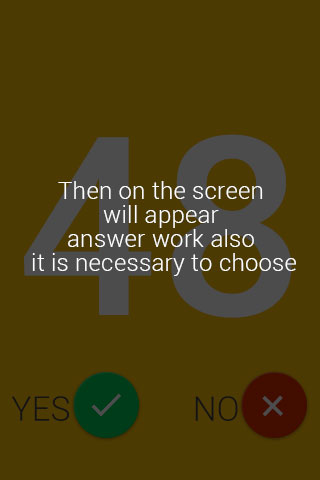 48
Then on the screen
will appear
answer work also
it is necessary to choose
YES
NO